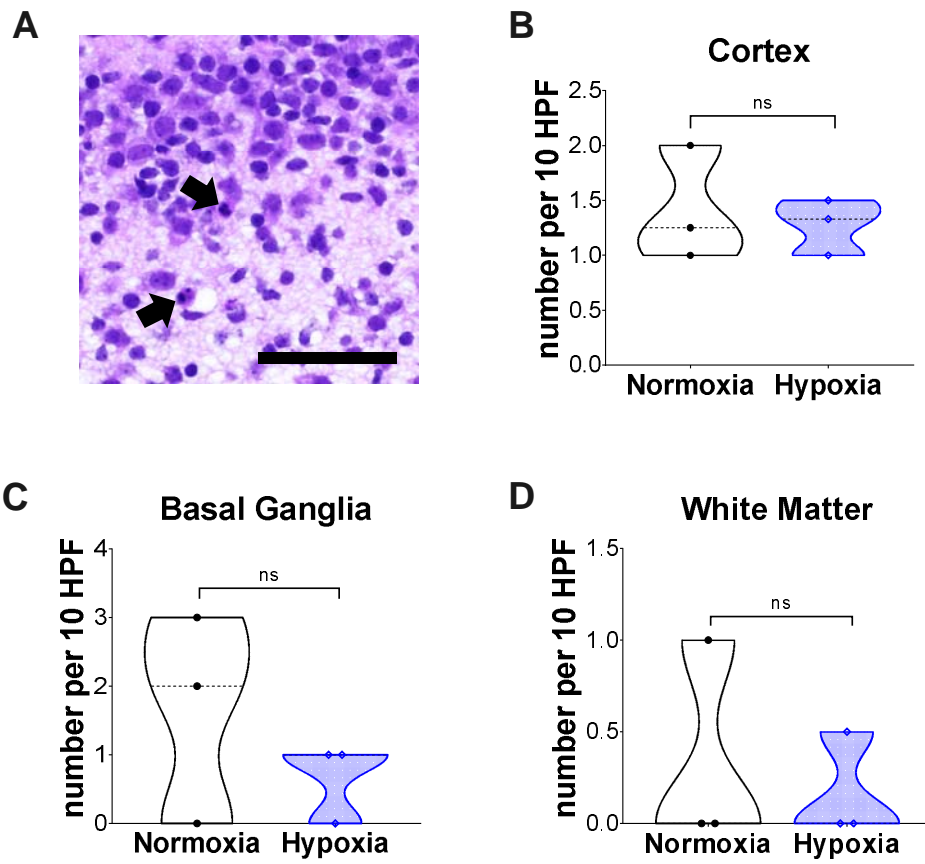 A
B
Cortex
number per 10 HPF
2.5
2.0
1.5
1.0
0.5
0.0
ns
Normoxia
Hypoxia
C
Basal Ganglia
number per 10 HPF
4
3
2
1
0
ns
Normoxia
Hypoxia
D
White Matter
number per 10 HPF
1.5
1.0
0.5
0.0
ns
Normoxia
Hypoxia